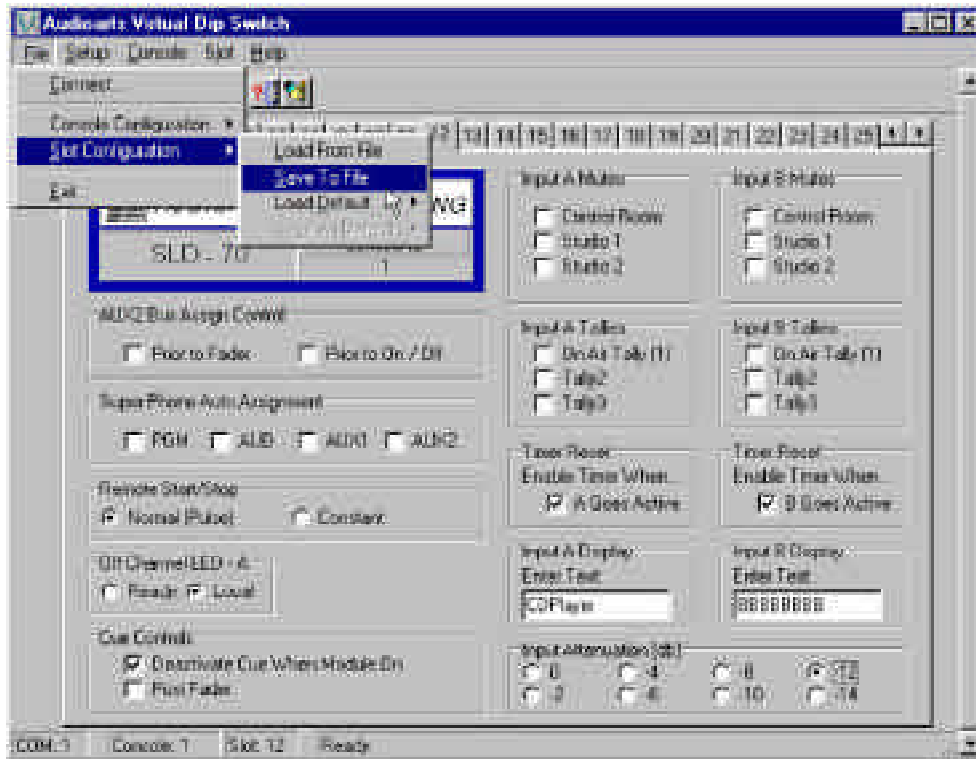 Audioarts Virtual Dip Switch
File Setup Console Slot Help
Connect...
Console Configuration
Slot Configuration
Exit
Load From File
Save To File
Load Default
12 13 14 15 16 17 18 19 20 21 22 23 24 25
SLD - 70
1
Input A Mutes
Control Room
Studio 1
Studio 2
Input B Mutes
Control Room
Studio 1
Studio 2
AUX2 Bus Assign Control
Prior to Fader Prior to On / Off
Super Phone Auto Assignment
PGM AUD AUX1 AUX2
Remote Start/Stop
Normal (Pulse) Constant
Off Channel LED - A
Ready Local
Cue Controls
Deactivate Cue When Module On
Post Fader
Input A Tallies
On Air Tally (1)
Tally2
Tally3
Input B Tallies
On Air Tally (1)
Tally2
Tally3
Timer Reset
Enable Timer When...
A Goes Active
Timer Reset
Enable Timer When...
B Goes Active
Input A Display
Enter Text:
CDPlayer
Input B Display
Enter Text:
BBBBBBBB
Input Attenuation (db)
0 -4 -8 -12
-2 -6 -10 -14
COM: 1 Console: 1 Slot: 12 Ready